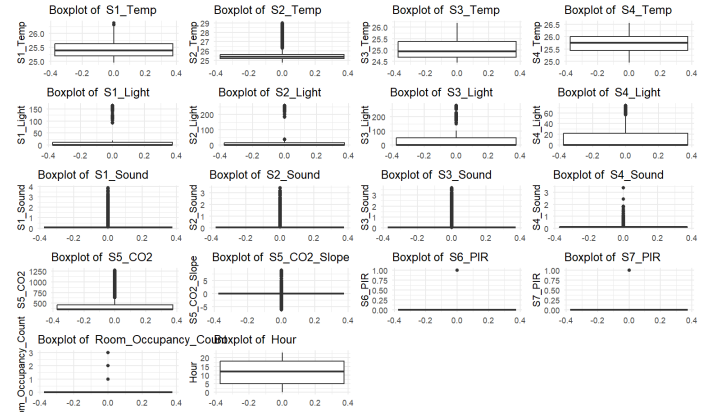 Boxplot of S1_Temp
S1_Temp
26.0
25.5
25.0
-0.4 -0.2 0.0 0.2 0.4
Boxplot of S2_Temp
S2_Temp
29
28
27
26
25
-0.4 -0.2 0.0 0.2 0.4
Boxplot of S3_Temp
S3_Temp
26.0
25.5
25.0
24.5
-0.4 -0.2 0.0 0.2 0.4
Boxplot of S4_Temp
S4_Temp
26.5
26.0
25.5
25.0
-0.4 -0.2 0.0 0.2 0.4
Boxplot of S1_Light
S1_Light
150
100
50
0
-0.4 -0.2 0.0 0.2 0.4
Boxplot of S2_Light
S2_Light
200
100
0
-0.4 -0.2 0.0 0.2 0.4
Boxplot of S3_Light
S3_Light
200
100
0
-0.4 -0.2 0.0 0.2 0.4
Boxplot of S4_Light
S4_Light
60
40
20
0
-0.4 -0.2 0.0 0.2 0.4
Boxplot of S1_Sound
S1_Sound
4
3
2
1
0
-0.4 -0.2 0.0 0.2 0.4
Boxplot of S2_Sound
S2_Sound
3
2
1
0
-0.4 -0.2 0.0 0.2 0.4
Boxplot of S3_Sound
S3_Sound
3
2
1
0
-0.4 -0.2 0.0 0.2 0.4
Boxplot of S4_Sound
S4_Sound
3
2
1
0
-0.4 -0.2 0.0 0.2 0.4
Boxplot of S5_CO2
S5_CO2
1250
1000
750
500
-0.4 -0.2 0.0 0.2 0.4
Boxplot of S5_CO2_Slope
S5_CO2_Slope
5
0
-5
-0.4 -0.2 0.0 0.2 0.4
Boxplot of S6_PIR
S6_PIR
1.00
0.75
0.50
0.25
0.00
-0.4 -0.2 0.0 0.2 0.4
Boxplot of S7_PIR
S7_PIR
1.00
0.75
0.50
0.25
0.00
-0.4 -0.2 0.0 0.2 0.4
Boxplot of Room_Occupancy_Count
om_Occupancy_Count
3
2
1
0
-0.4 -0.2 0.0 0.2 0.4
Boxplot of Hour
Hour
20
15
10
5
0
-0.4 -0.2 0.0 0.2 0.4